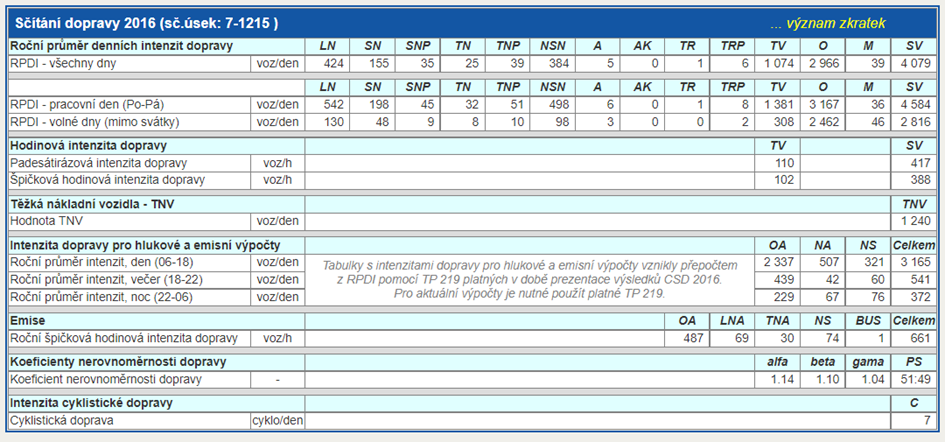 Sčítání dopravy 2016 (sč.úsek: 7-1215 ) ... význam zkratek
Roční průměr denních intenzit dopravy LN SN SNP TN TNP NSN A AK TR TRP TV O M SV
RPDI - všechny dny voz/den 424 155 35 25 39 384 5 0 1 6 1 074 2 966 39 4 079
LN SN SNP TN TNP NSN A AK TR TRP TV O M SV
RPDI - pracovní den (Po-Pá) voz/den 542 198 45 32 51 498 6 0 1 8 1 381 3 167 36 4 584
RPDI - volné dny (mimo svátky) voz/den 130 48 9 8 10 98 3 0 0 2 308 2 462 46 2 816
Hodinová intenzita dopravy TV SV
Padesátirázová intenzita dopravy voz/h 110 417
Špičková hodinová intenzita dopravy voz/h 102 388
Těžká nákladní vozidla - TNV TNV
Hodnota TNV voz/den 1 240
Intenzita dopravy pro hlukové a emisní výpočty OA NA NS Celkem
Roční průměr intenzit, den (06-18) voz/den 2 337 507 321 3 165
Roční průměr intenzit, večer (18-22) voz/den 439 42 60 541
Roční průměr intenzit, noc (22-06) voz/den 229 67 76 372
Tabulky s intenzitami dopravy pro hlukové a emisní výpočty vznikly přepočtem
z RPDI pomocí TP 219 platných v době prezentace výsledků CSD 2016.
Pro aktuální výpočty je nutné použít platné TP 219.
Emise OA LNA TNA NS BUS Celkem
Roční špičková hodinová intenzita dopravy voz/h 487 69 30 74 1 661
Koeficienty nerovnoměrnosti dopravy alfa beta gama PS
Koeficient nerovnoměrnosti dopravy - 1.14 1.10 1.04 51:49
Intenzita cyklistické dopravy C
Cyklistická doprava cyklo/den 7